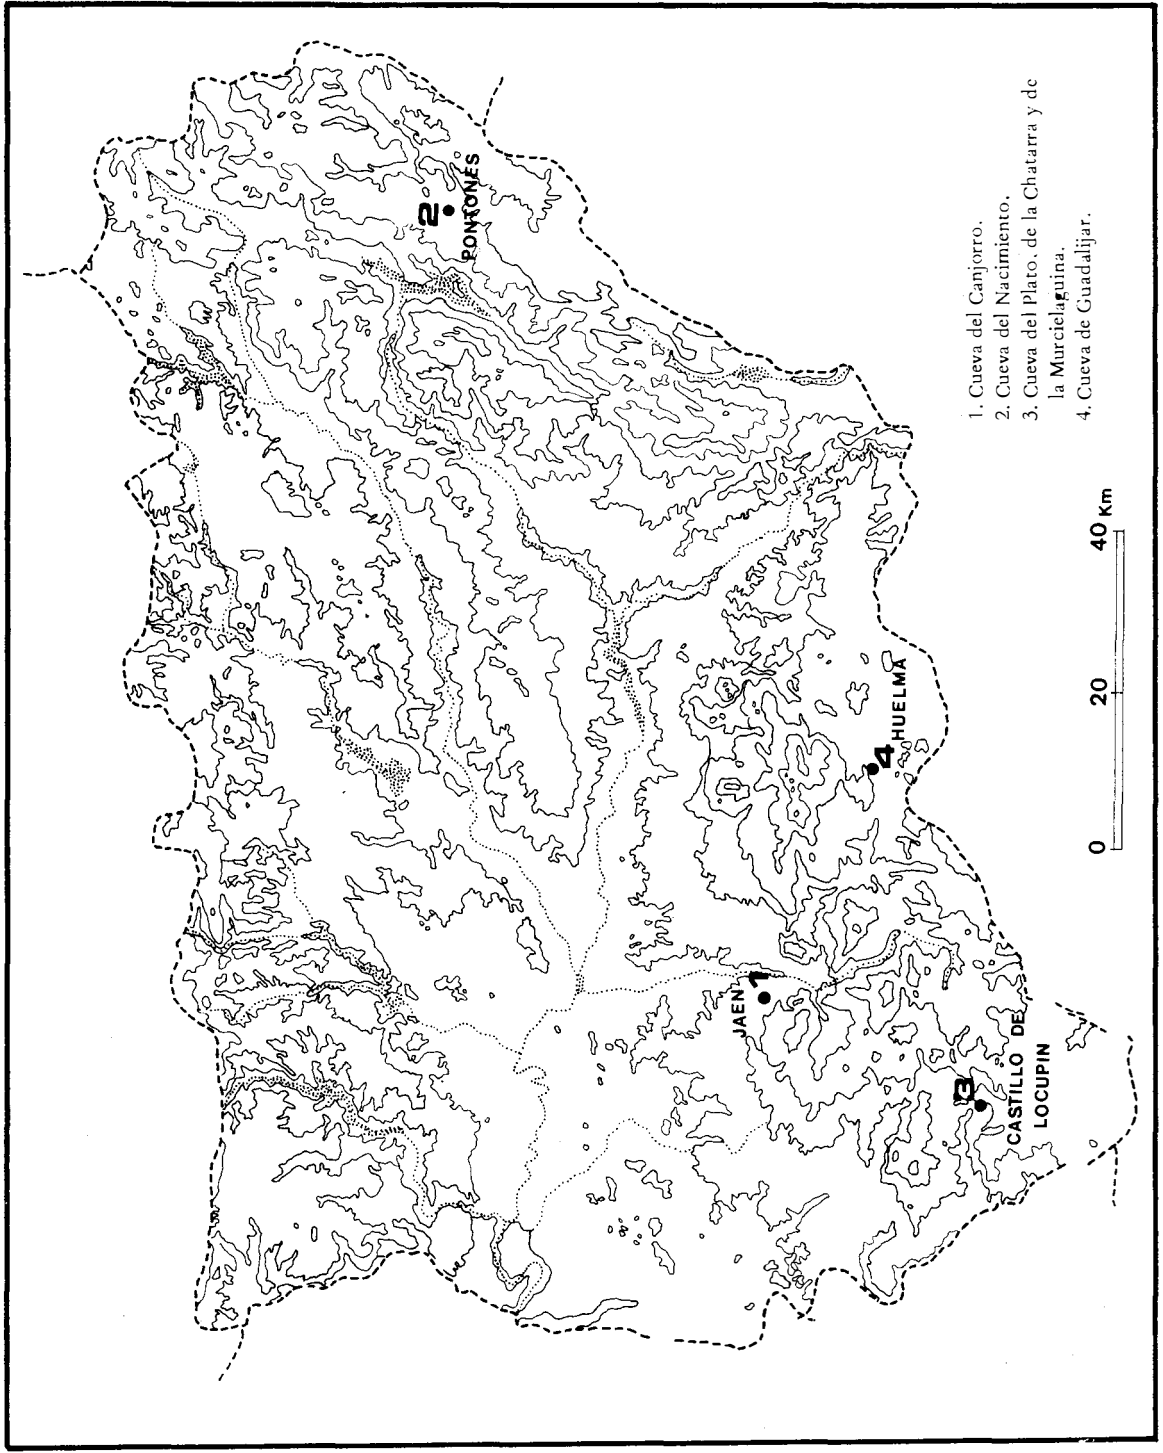 2
PONTONES
JAEN
1
4
HUELMA
3
CASTILLO DE
LOCUPIN
0 20 40 Km
1. Cueva del Canjorro.
2. Cueva del Nacimiento.
3. Cueva del Plato, de la Chatarra y de
la Murcielaguina.
4. Cueva de Guadalijar.